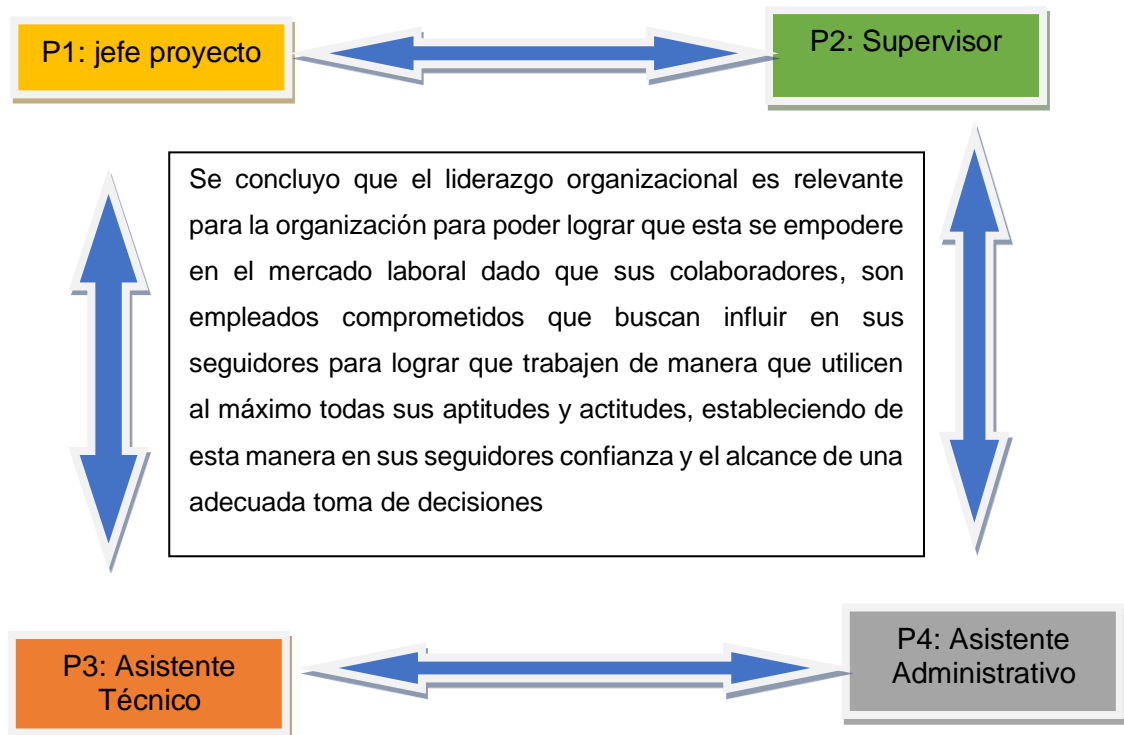 P1: jefe proyecto
P2: Supervisor
Se concluyo que el liderazgo organizacional es relevante
para la organización para poder lograr que esta se empodere
en el mercado laboral dado que sus colaboradores, son
empleados comprometidos que buscan influir en sus
seguidores para lograr que trabajen de manera que utilicen
al máximo todas sus aptitudes y actitudes, estableciendo de
esta manera en sus seguidores confianza y el alcance de una
adecuada toma de decisiones
P3: Asistente
Técnico
P4: Asistente
Administrativo